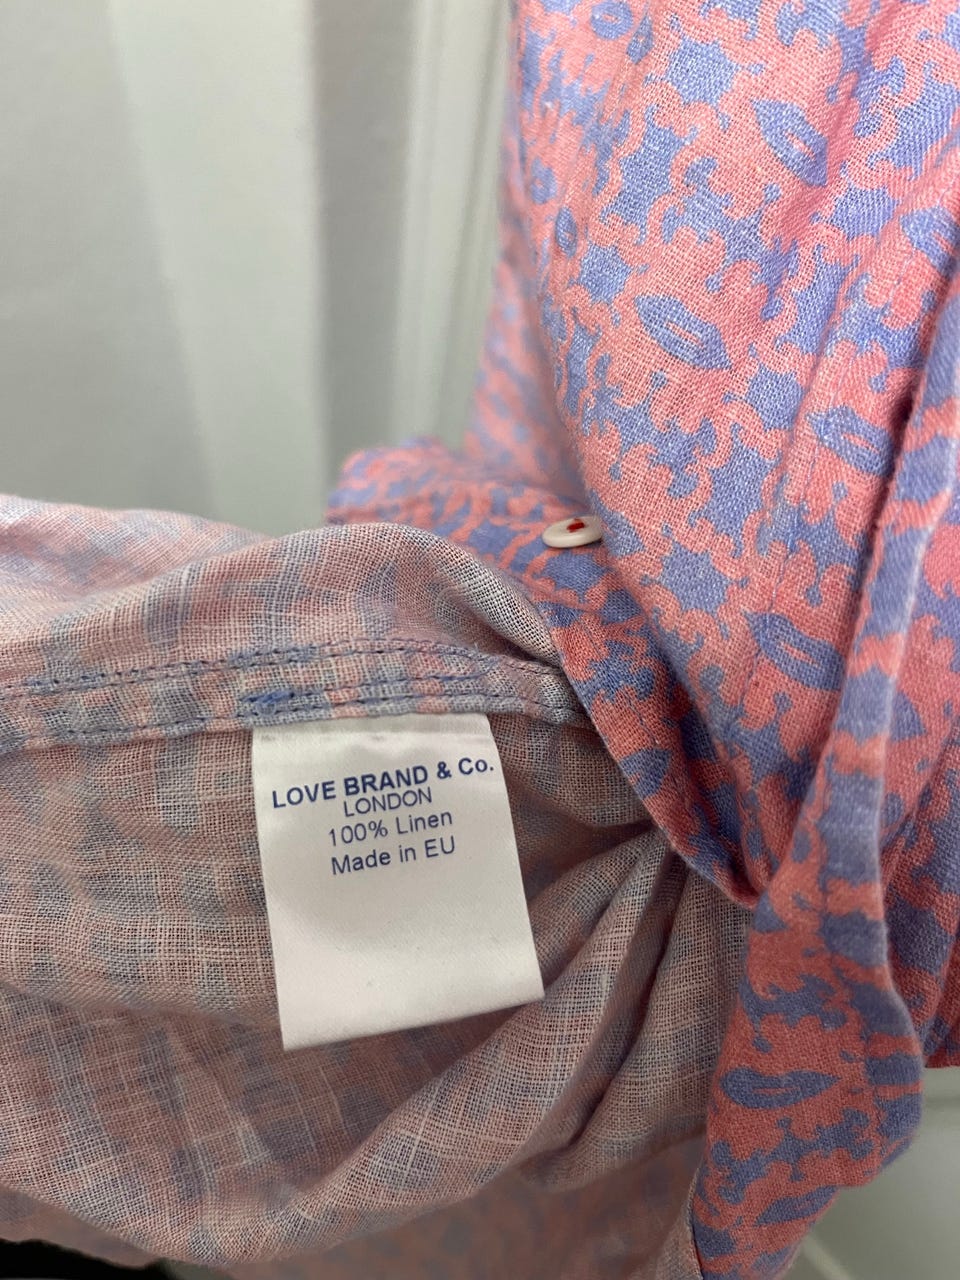 LOVE BRAND & Co.
LONDON
100% Linen
Made in EU